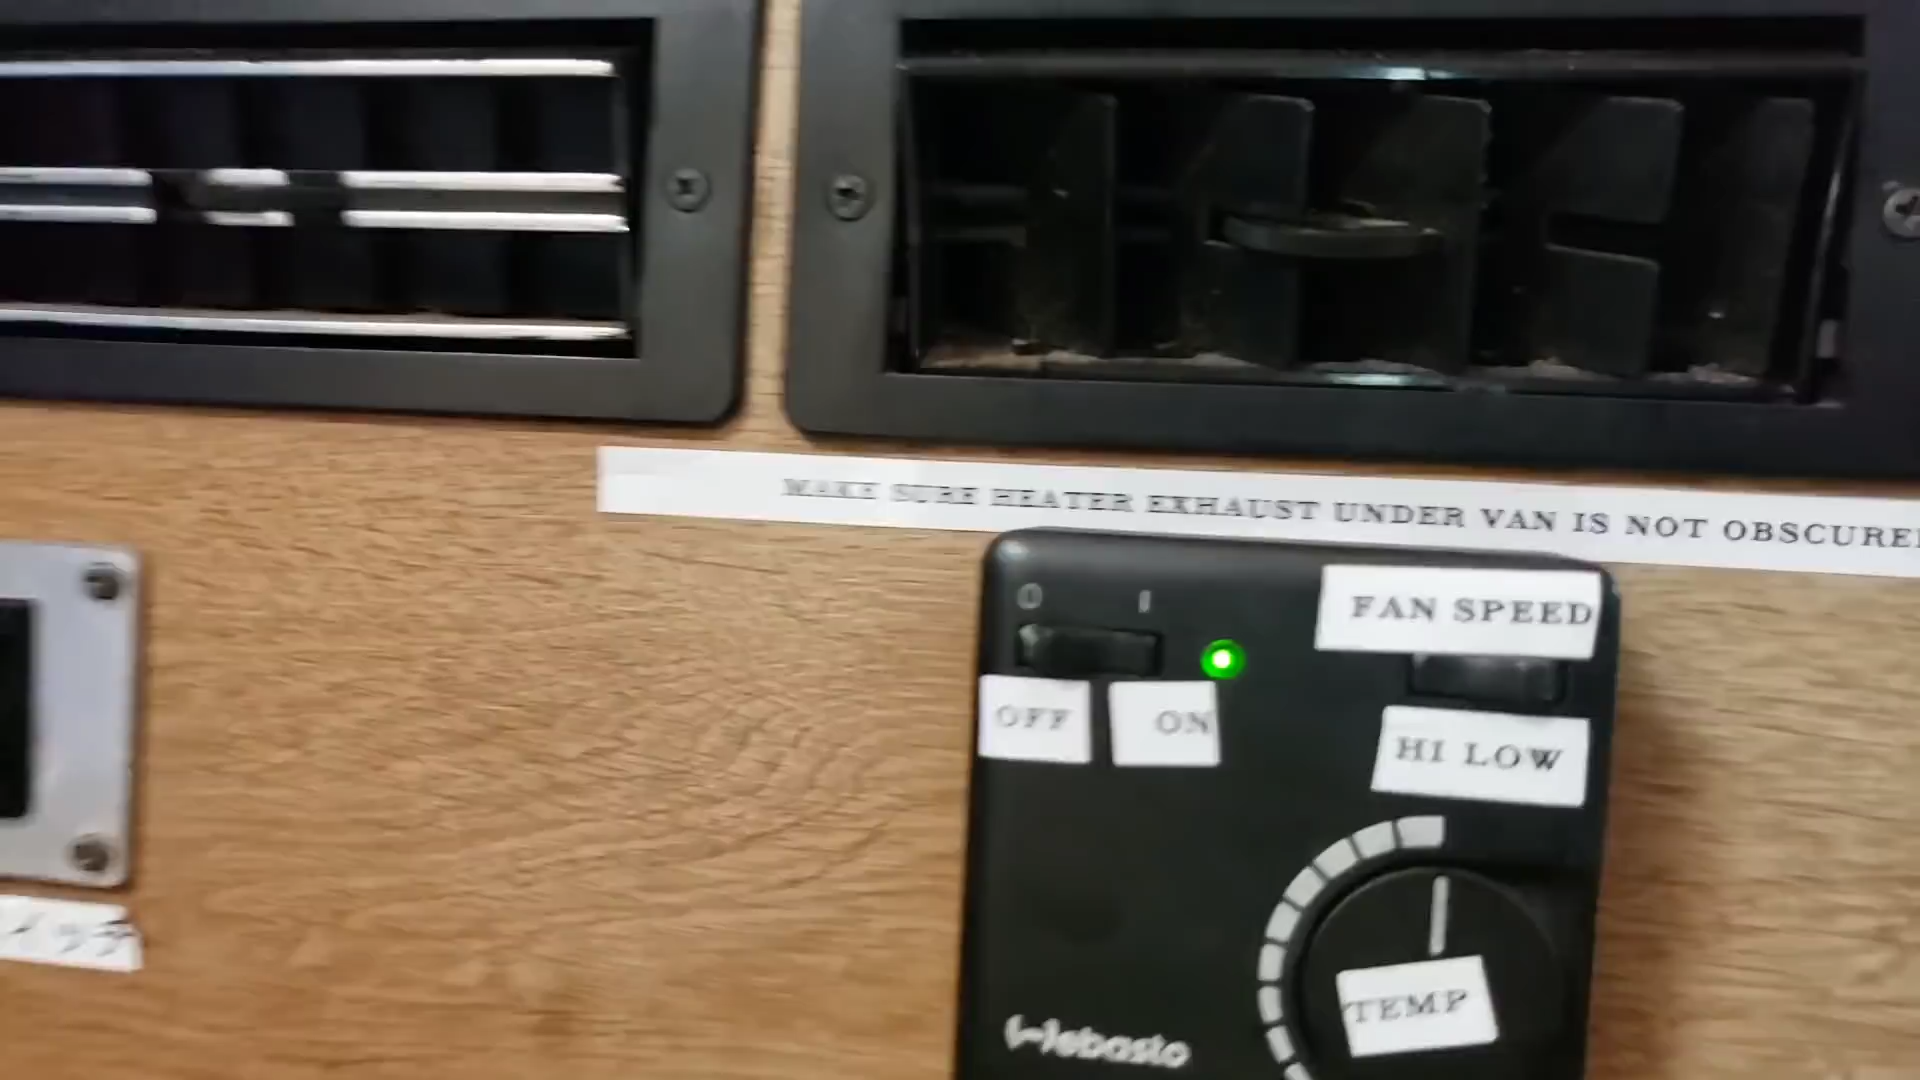 MAKE SURE HEATER EXHAUST UNDER VAN IS NOT OBSCURE
0 I
FAN SPEED
OFF ON
HI LOW
TEMP
Webasto